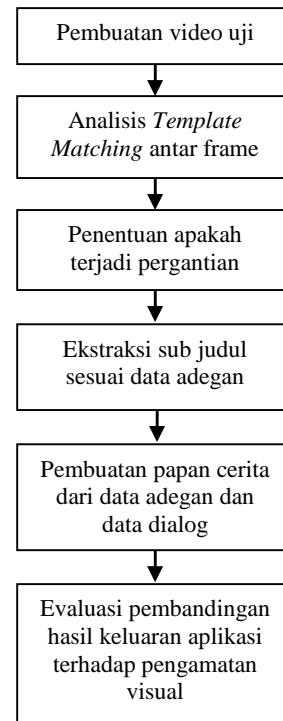 Pembuatan video uji
Analisis Template
Matching antar frame
Penentuan apakah
terjadi pergantian
Ekstraksi sub judul
sesuai data adegan
Pembuatan papan cerita
dari data adegan dan
data dialog
Evaluasi pembandingan
hasil keluaran aplikasi
terhadap pengamatan
visual